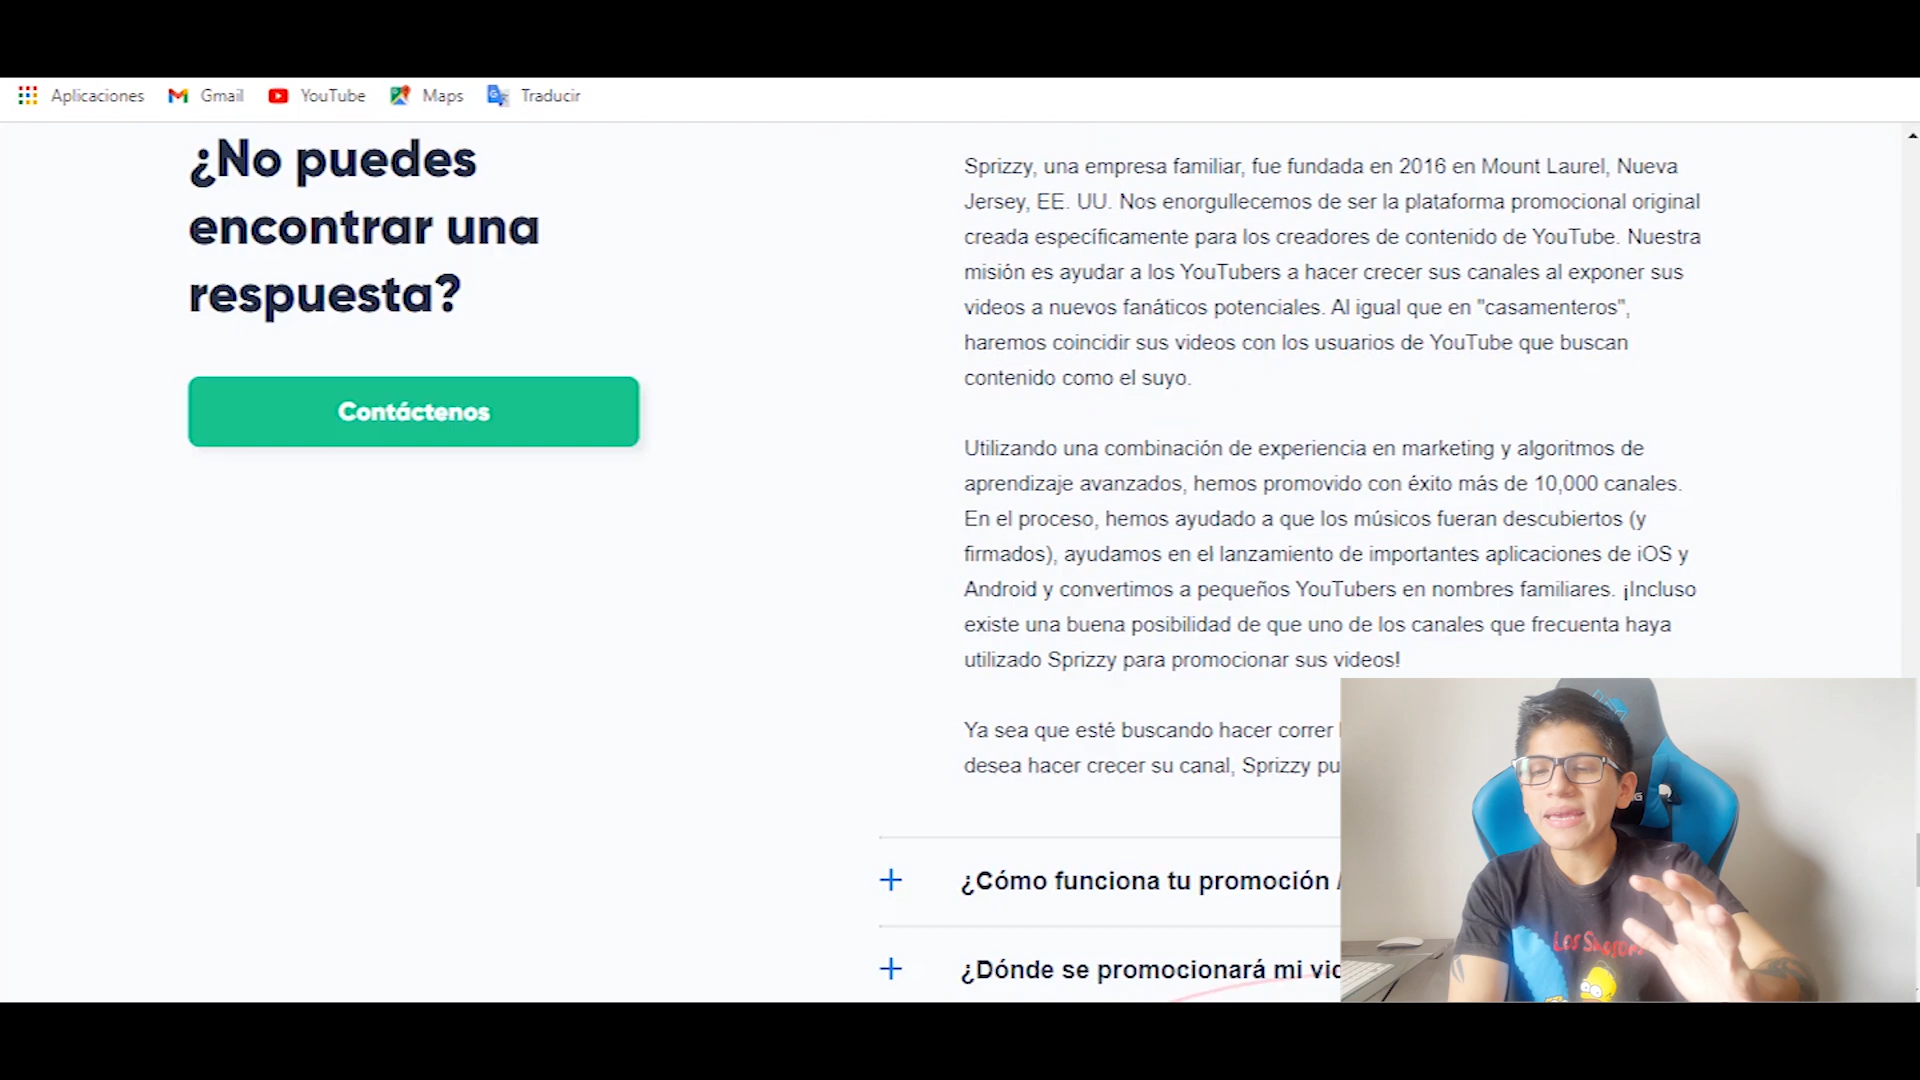 Aplicaciones Gmail YouTube Maps Traducir
¿No puedes
encontrar una
respuesta?
Contáctenos
Sprizzy, una empresa familiar, fue fundada en 2016 en Mount Laurel, Nueva
Jersey, EE. UU. Nos enorgullecemos de ser la plataforma promocional original
creada específicamente para los creadores de contenido de YouTube. Nuestra
misión es ayudar a los YouTubers a hacer crecer sus canales al exponer sus
videos a nuevos fanáticos potenciales. Al igual que en "casamenteros",
haremos coincidir sus videos con los usuarios de YouTube que buscan
contenido como el suyo.
Utilizando una combinación de experiencia en marketing y algoritmos de
aprendizaje avanzados, hemos promovido con éxito más de 10,000 canales.
En el proceso, hemos ayudado a que los músicos fueran descubiertos (y
firmados), ayudamos en el lanzamiento de importantes aplicaciones de iOS y
Android y convertimos a pequeños YouTubers en nombres familiares. ¡Incluso
existe una buena posibilidad de que uno de los canales que frecuenta haya
utilizado Sprizzy para promocionar sus videos!
Ya sea que esté buscando hacer correr
desea hacer crecer su canal, Sprizzy
¿Cómo funciona tu promoción
¿Dónde se promocionará mi
Los